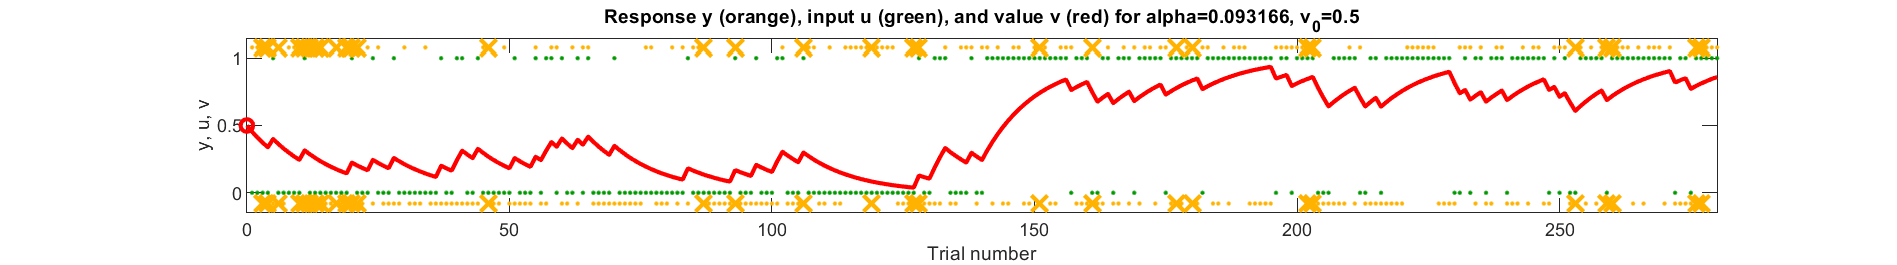 Response y (orange), input u (green), and value v (red) for alpha=0.093166, v0=0.5
y, u, v
1
0.5
0
0 50 100 150 200 250
Trial number